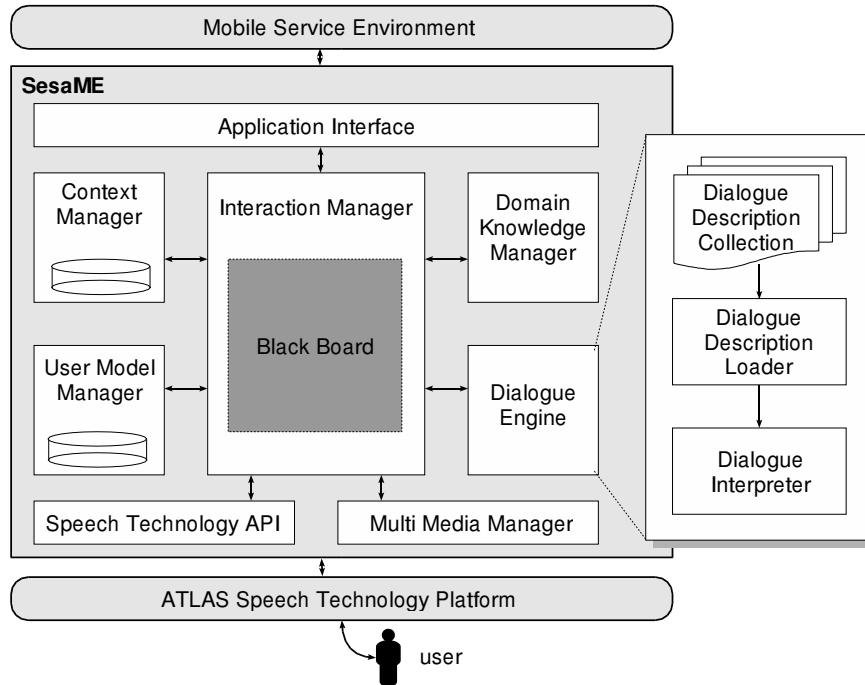 Mobile Service Environment
SesaME
Application Interface
Context
Manager
Interaction Manager
Domain
Knowledge
Manager
Black Board
User Model
Manager
Dialogue
Engine
Speech Technology API
Multi Media Manager
Dialogue
Description
Collection
Dialogue
Description
Loader
Dialogue
Interpreter
ATLAS Speech Technology Platform
user